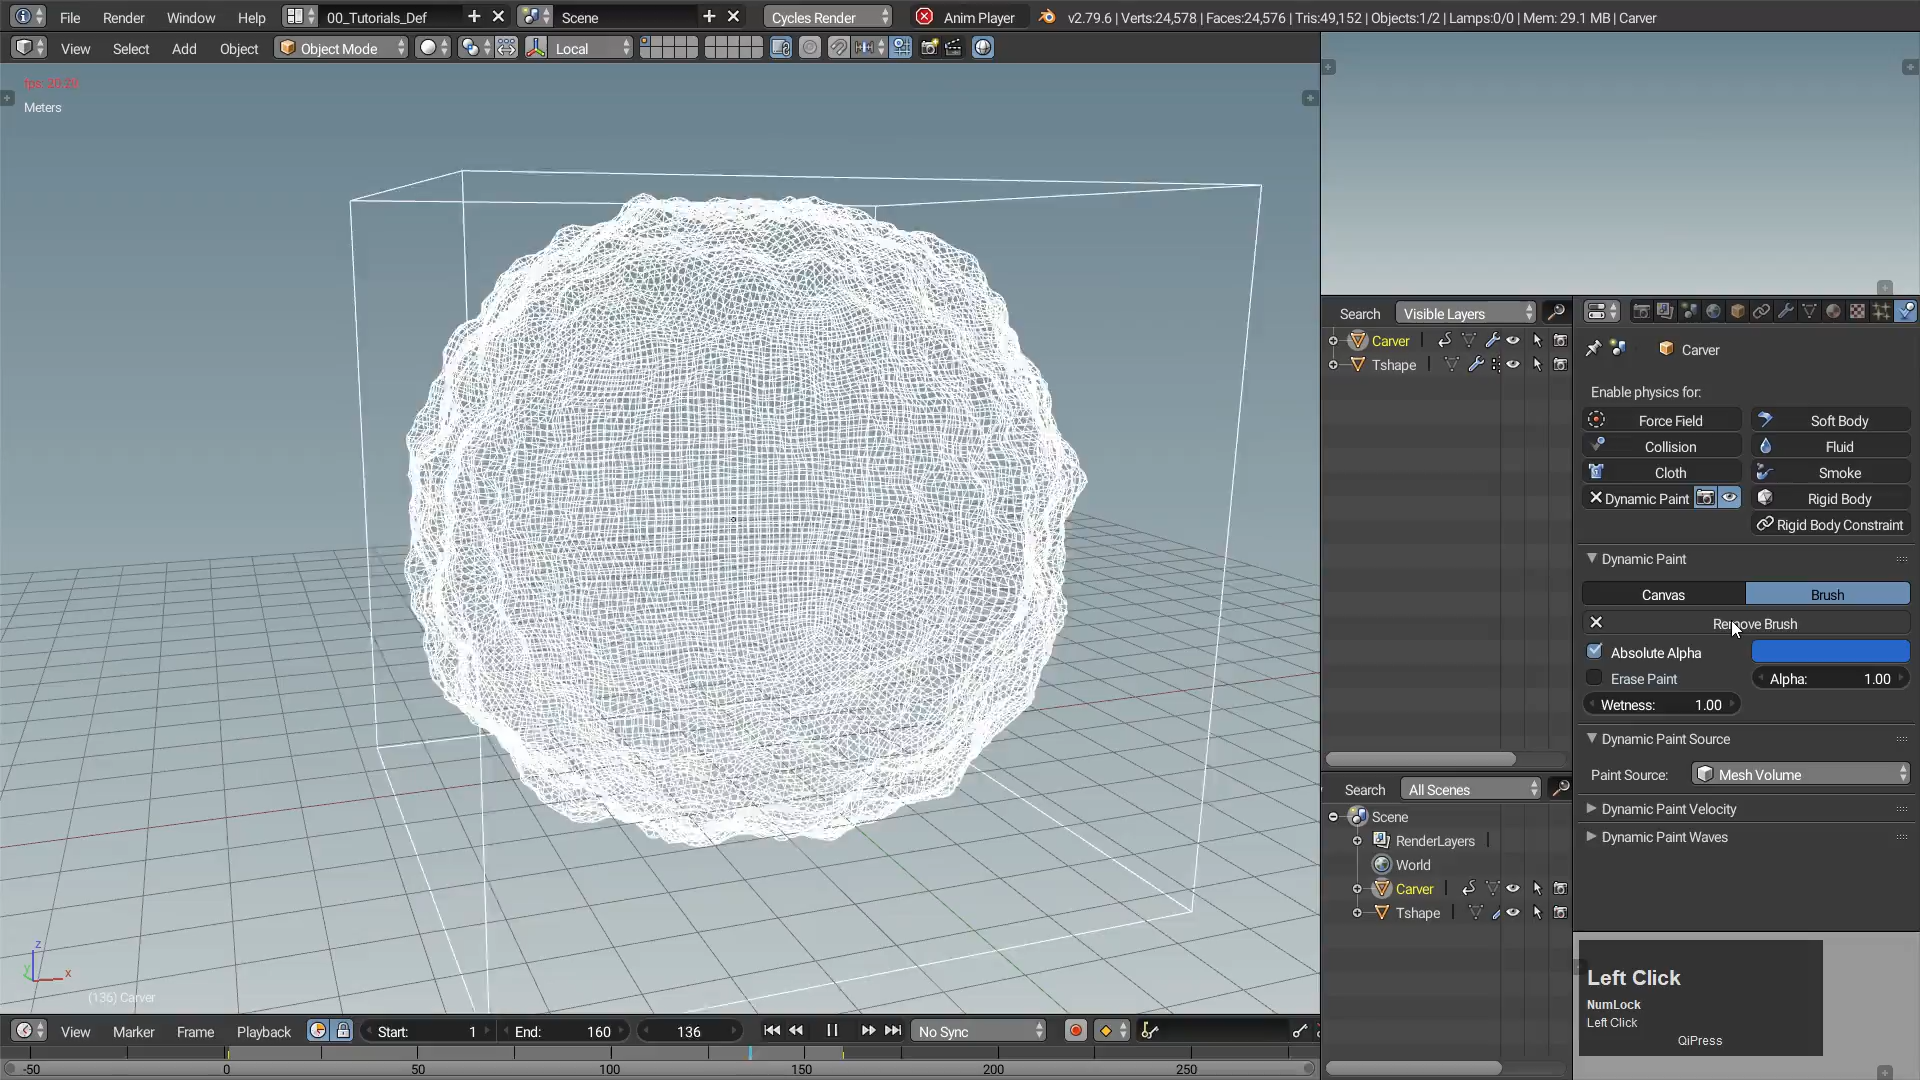 File Render Window Help 00_Tutorials_Def Scene Cycles Render Anim Player v2.79.6 | Verts:24,578 | Faces:24,576 | Tris:49,152 | Objects:1/2 | Lamps:0/0 | Mem: 29.1 MB | Carver
View Select Add Object Object Mode Local
fps: 20.20
Meters
Search Visible Layers
Carver
Tshape
Carver
Enable physics for:
Force Field Soft Body
Collision Fluid
Cloth Smoke
Dynamic Paint Rigid Body
Rigid Body Constraint
Dynamic Paint
Canvas Brush
Remove Brush
Absolute Alpha
Erase Paint Alpha: 1.00
Wetness: 1.00
Dynamic Paint Source
Paint Source: Mesh Volume
Dynamic Paint Velocity
Dynamic Paint Waves
Search All Scenes
Scene
RenderLayers
World
Carver
Tshape
z
y
x
(136) Carver
Left Click
NumLock
Left Click
QiPress
View Marker Frame Playback Start: 1 End: 160 136 No Sync
-50 0 50 100 150 200 250